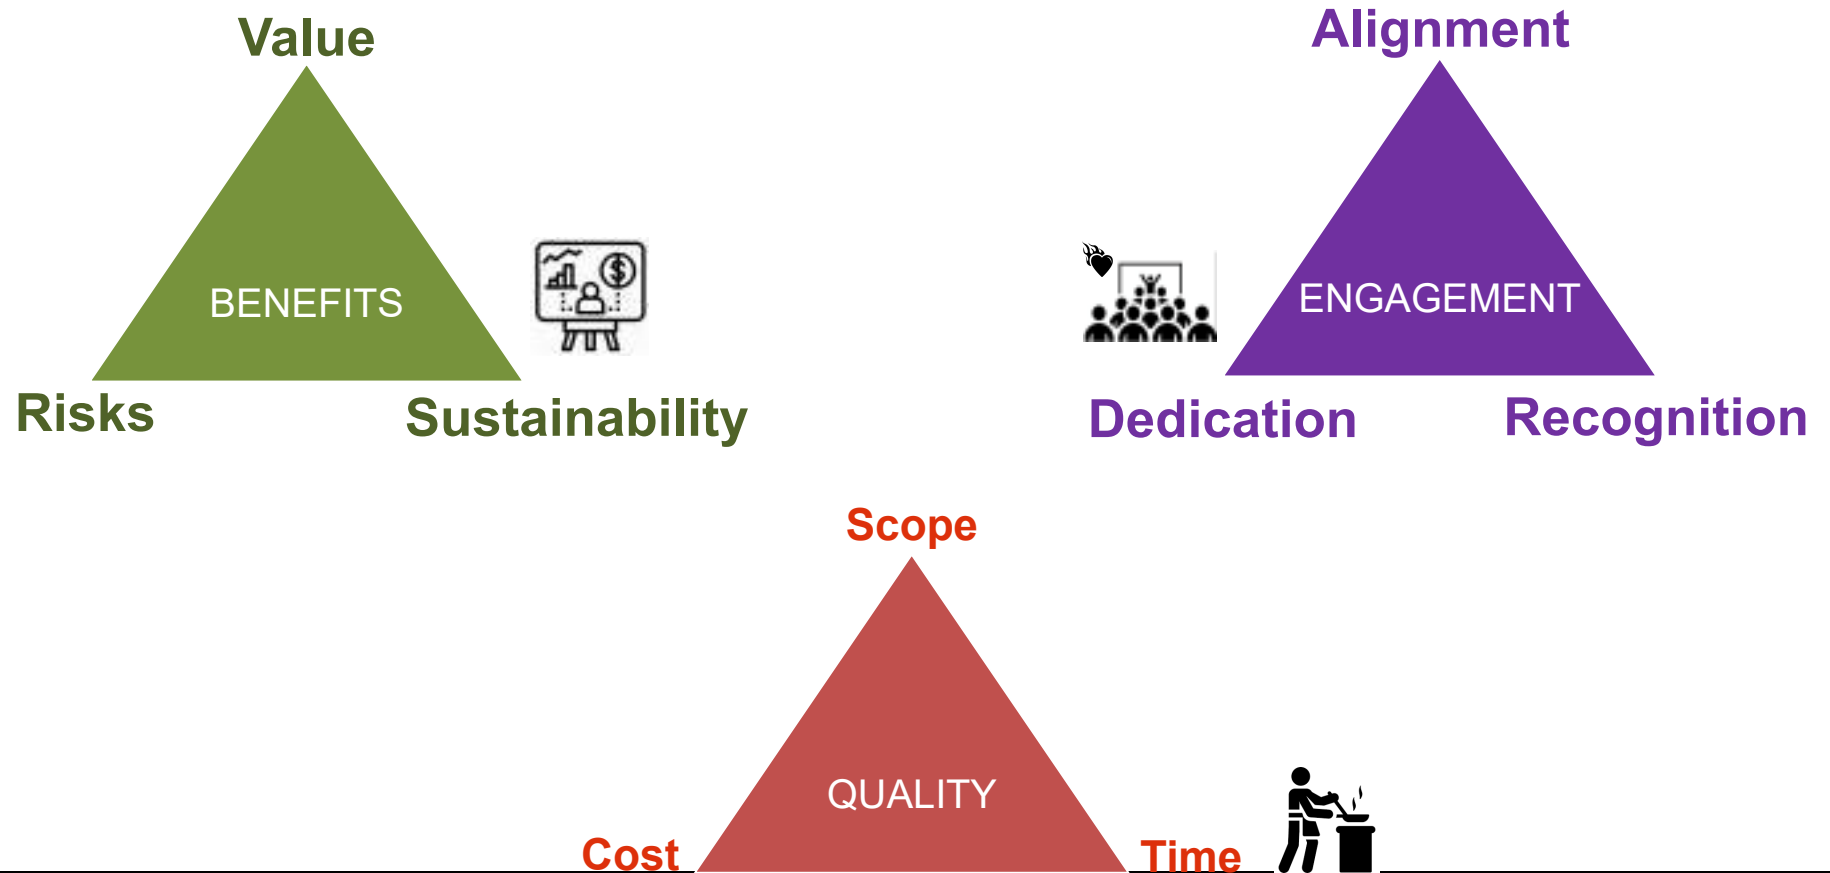 Value
BENEFITS
Risks
Sustainability
Alignment
ENGAGEMENT
Dedication
Recognition
Scope
QUALITY
Cost
Time
$